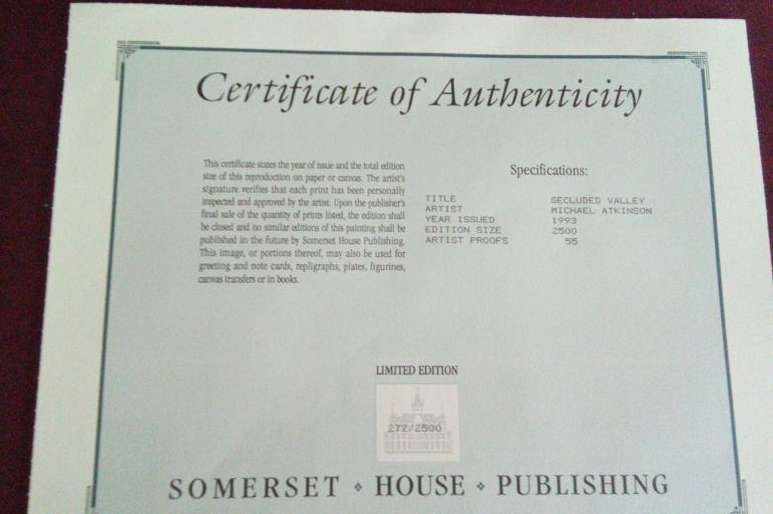 Certificate of Authenticity
This certificate states the year of issue and the total edition
size of this reproduction on paper or canvas. The artist's
signature verifies that each print has been personally
inspected and approved by the artist. Upon the publisher's
final sale of the quantity of prints listed, the edition shall
be closed and no similar editions of this painting shall be
published in the future by Somerset House Publishing.
This image, or portions thereof, may also be used for
greeting and note cards, repligraphs, plates, figurines,
canvas transfers or in books.
Specifications:
TITLE SECLUDED VALLEY
ARTIST MICHAEL ATKINSON
YEAR ISSUED 1993
EDITION SIZE 2500
ARTIST PROOFS 55
LIMITED EDITION
272/2500
SOMERSET HOUSE PUBLISHING